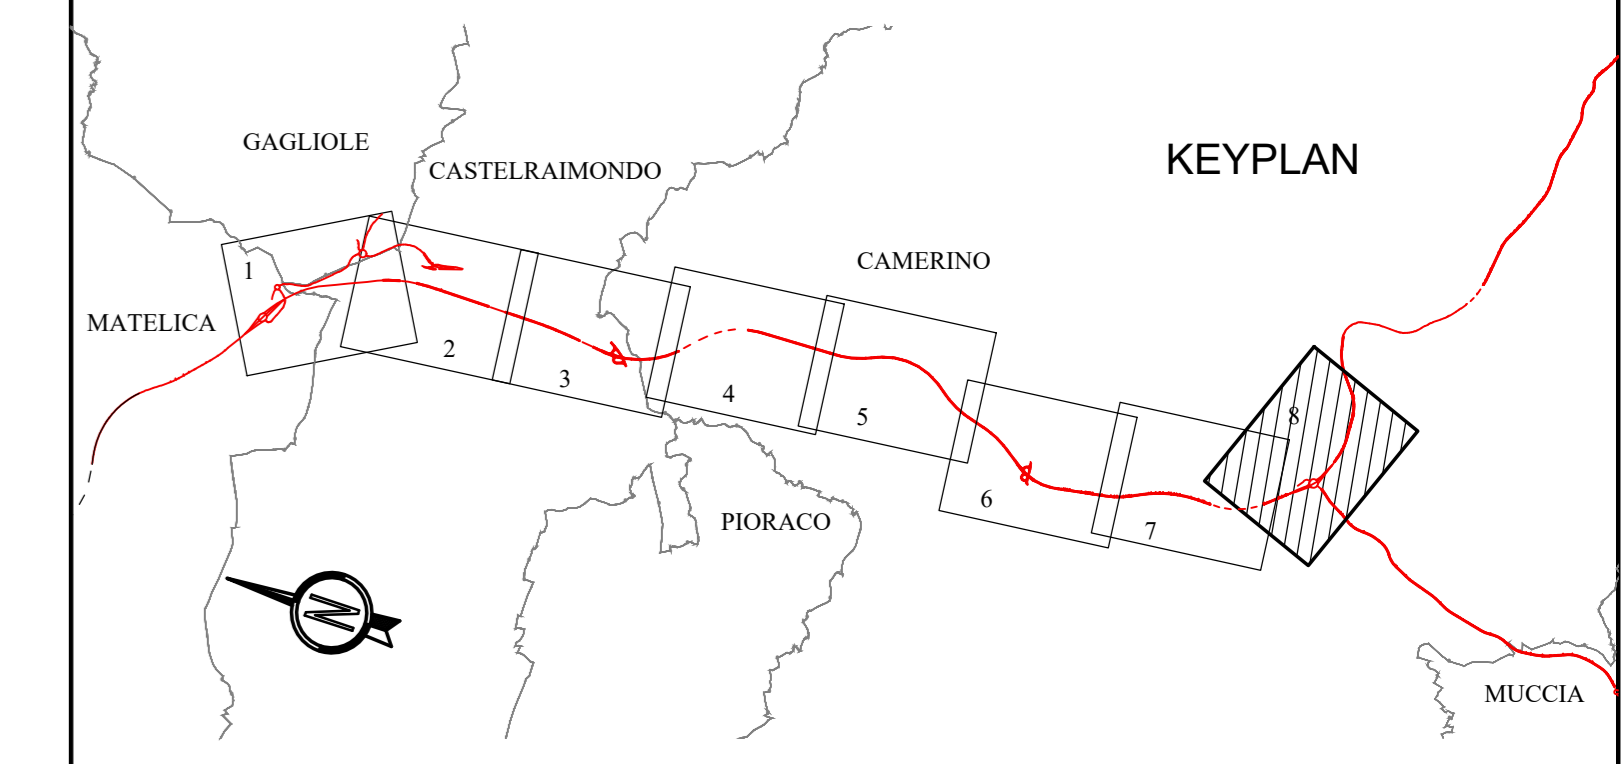 KEYPLAN
GAGLIOLE
CASTELRAIMONDO
CAMERINO
MATELICA
1
2
3
4
5
6
7
8
PIORACO
N
MUCCIA